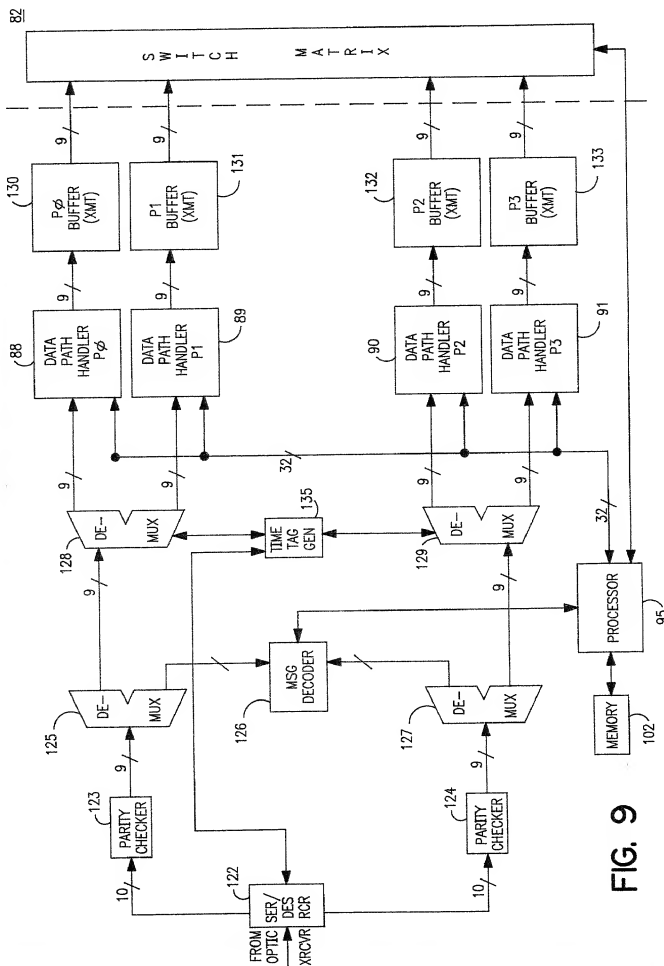 82
SWITCH MATRIX
130
PØ
BUFFER
(XMT)
9
9
P1
BUFFER
(XMT)
131
9
9
132
P2
BUFFER
(XMT)
9
9
P3
BUFFER
(XMT)
133
9
9
88
DATA
PATH
HANDLER
PØ
DATA
PATH
HANDLER
P1
89
90
DATA
PATH
HANDLER
P2
DATA
PATH
HANDLER
P3
91
9
9
32
9
9
32
128
DE-
MUX
TIME
TAG
GEN
135
129
DE-
MUX
9
9
125
DE-
MUX
MSG
DECODER
126
127
DE-
MUX
PROCESSOR
95
MEMORY
102
9
9
123
PARITY
CHECKER
124
PARITY
CHECKER
10
10
122
SER/
DES
RCR
FROM
OPTIC
XRCVR
FIG. 9